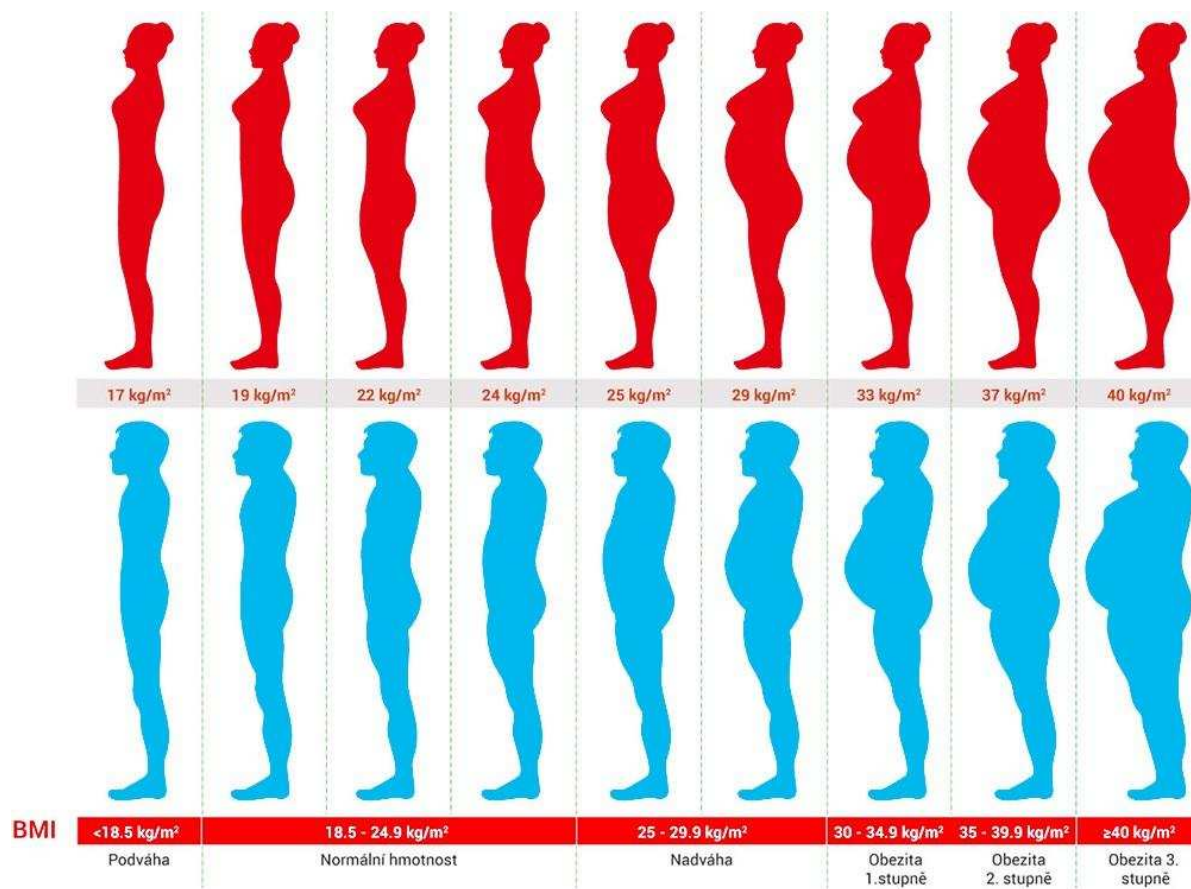 17 kg/m² 19 kg/m² 22 kg/m² 24 kg/m² 25 kg/m² 29 kg/m² 33 kg/m² 37 kg/m² 40 kg/m²
BMI <18.5 kg/m² 18.5 - 24.9 kg/m² 25 - 29.9 kg/m² 30 - 34.9 kg/m² 35 - 39.9 kg/m² ≥40 kg/m²
Podváha Normální hmotnost Nadváha Obezita Obezita Obezita 3.
1.stupně 2. stupně stupně